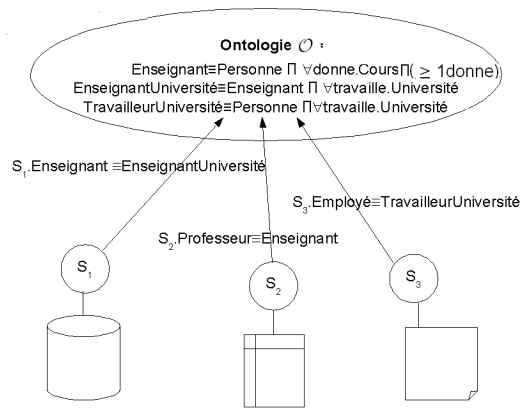 Ontologie 𝒪 :
Enseignant≡Personne Π ∀donne.CoursΠ( ≥ 1donne)
EnseignantUniversité≡Enseignant Π ∀travaille.Université
TravailleurUniversité≡Personne Π∀travaille.Université
S₁.Enseignant ≡EnseignantUniversité
S₃.Employé≡TravailleurUniversité
S₂.Professeur≡Enseignant
S₁
S₂
S₃